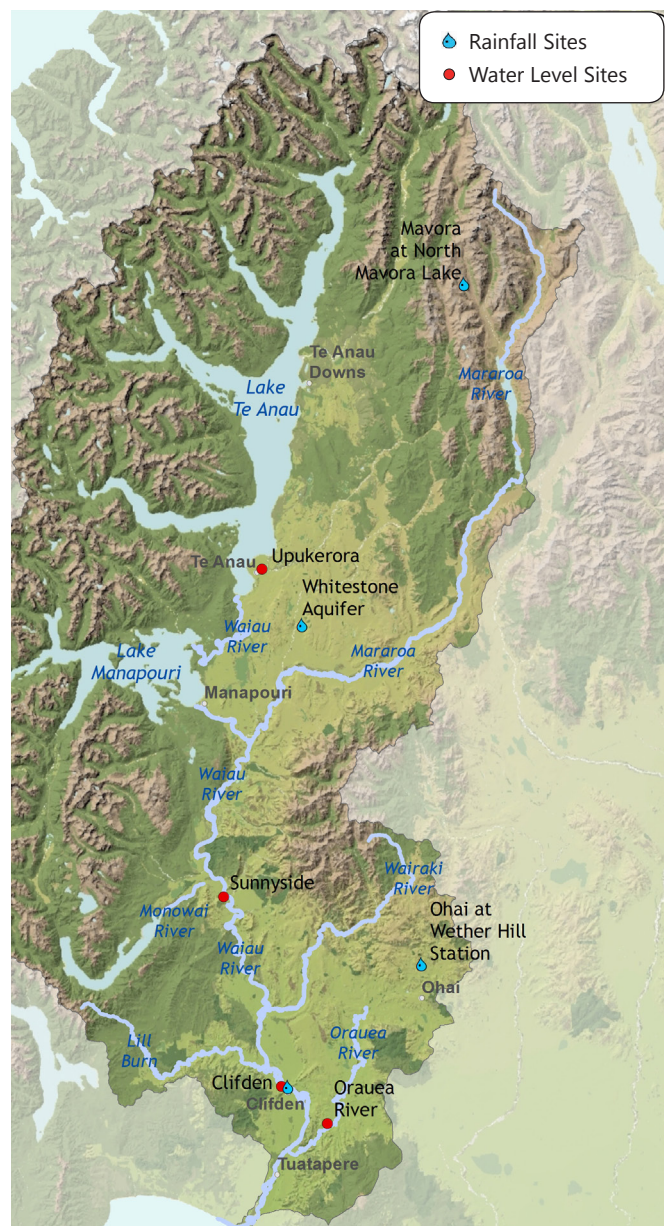 Rainfall Sites
Water Level Sites
Mavora
at North
Mavora Lake
Te Anau
Downs
Lake
Te Anau
Mararoa
River
Te Anau
Upukerora
Whitestone
Aquifer
Waiau
River
Lake
Manapouri
Mararoa
River
Manapouri
Waiau
River
Wairaki
River
Sunnyside
Monowai
River
Ohai at
Wether Hill
Station
Waiau
River
Ohai
Lill
Burn
Orauea
River
Clifden
Clifden
Orauea
River
Tuatapere